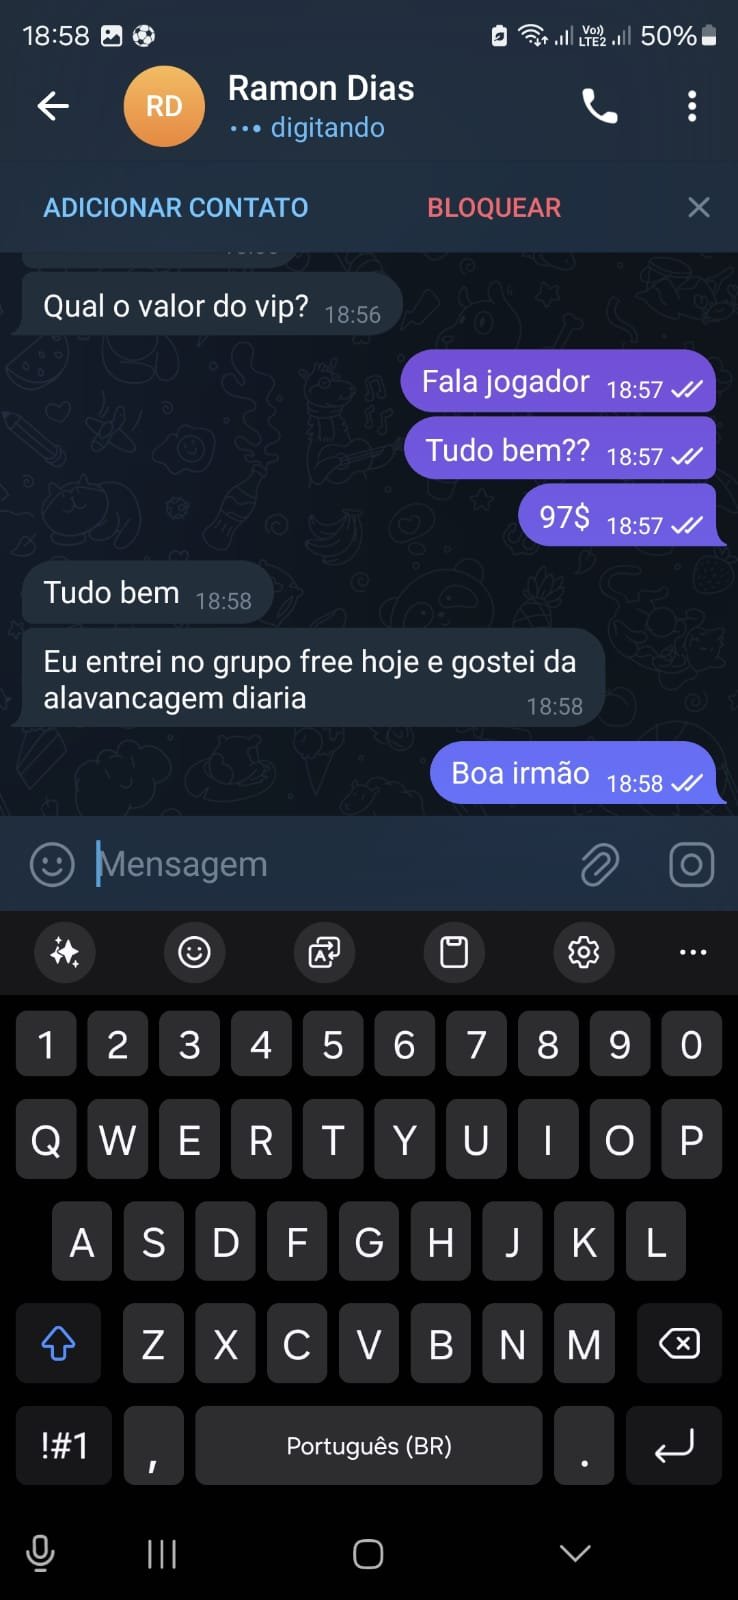 18:58 Vo)) LTE2 50%
RD Ramon Dias
digitando
ADICIONAR CONTATO BLOQUEAR
Qual o valor do vip? 18:56
Fala jogador 18:57
Tudo bem?? 18:57
97$ 18:57
Tudo bem 18:58
Eu entrei no grupo free hoje e gostei da
alavancagem diaria 18:58
Boa irmão 18:58
Mensagem
1 2 3 4 5 6 7 8 9 0
Q W E R T Y U I O P
A S D F G H J K L
Z X C V B N M
!#1 , Português (BR) .